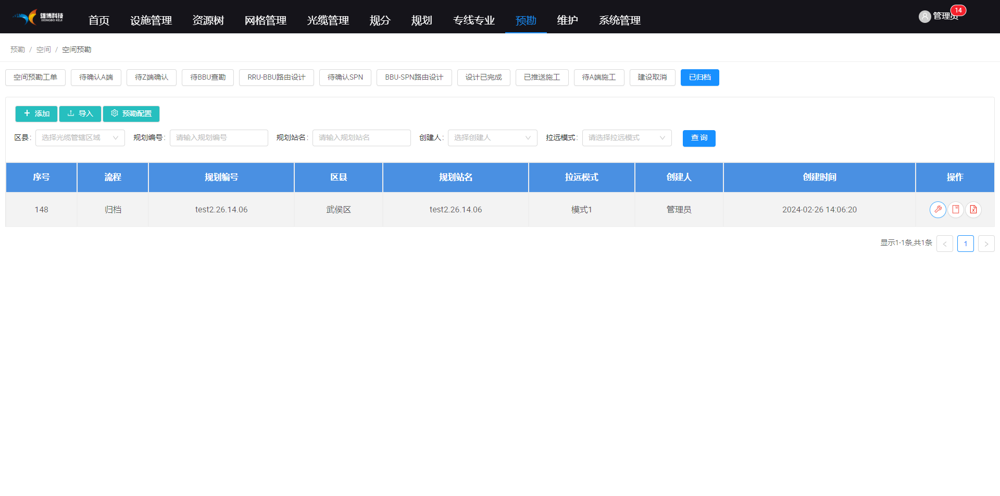 雄博科技
XIONGBO KEJI
首页 设施管理 资源树 网格管理 光缆管理 规分 规划 专线专业 预勘 维护 系统管理 管理员 14
预勘 / 空间 / 空间预勘
空间预勘工单 待确认A端 待Z端确认 待BBU查勘 RRU-BBU路由设计 待确认SPN BBU-SPN路由设计 设计已完成 已推送施工 待A端施工 建设取消 已归档
添加 导入 预勘配置
区县: 选择光缆管辖区域 规划编号: 请输入规划编号 规划站名: 请输入规划站名 创建人: 选择创建人 拉远模式: 请选择拉远模式 查 询
序号 流程 规划编号 区县 规划站名 拉远模式 创建人 创建时间 操作
148 归档 test2.26.14.06 武侯区 test2.26.14.06 模式1 管理员 2024-02-26 14:06:20
显示1-1条,共1条 < 1 >